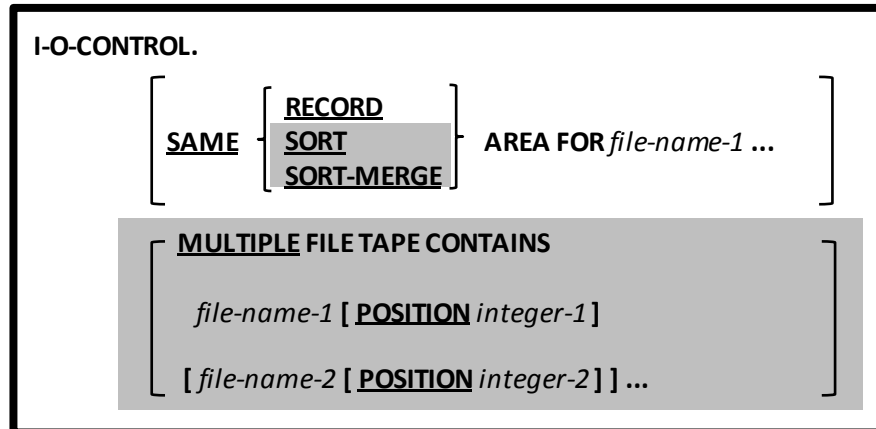 I-O-CONTROL.
RECORD
SAME SORT AREA FOR file-name-1 ...
SORT-MERGE
MULTIPLE FILE TAPE CONTAINS
file-name-1 [ POSITION integer-1 ]
[ file-name-2 [ POSITION integer-2 ] ] ...